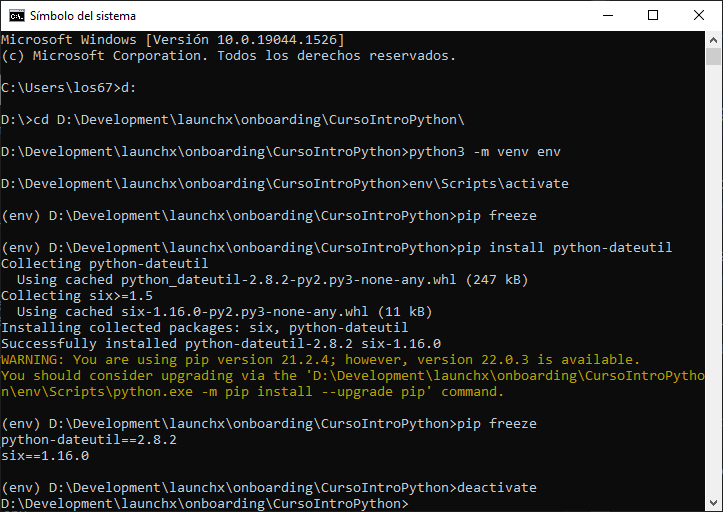 Símbolo del sistema
Microsoft Windows [Versión 10.0.19044.1526]
(c) Microsoft Corporation. Todos los derechos reservados.
C:\Users\los67>d:
D:\>cd D:\Development\launchx\onboarding\CursoIntroPython\
D:\Development\launchx\onboarding\CursoIntroPython>python3 -m venv env
D:\Development\launchx\onboarding\CursoIntroPython>env\Scripts\activate
(env) D:\Development\launchx\onboarding\CursoIntroPython>pip freeze
(env) D:\Development\launchx\onboarding\CursoIntroPython>pip install python-dateutil
Collecting python-dateutil
  Using cached python_dateutil-2.8.2-py2.py3-none-any.whl (247 kB)
Collecting six>=1.5
  Using cached six-1.16.0-py2.py3-none-any.whl (11 kB)
Installing collected packages: six, python-dateutil
Successfully installed python-dateutil-2.8.2 six-1.16.0
WARNING: You are using pip version 21.2.4; however, version 22.0.3 is available.
You should consider upgrading via the 'D:\Development\launchx\onboarding\CursoIntroPytho
n\env\Scripts\python.exe -m pip install --upgrade pip' command.
(env) D:\Development\launchx\onboarding\CursoIntroPython>pip freeze
python-dateutil==2.8.2
six==1.16.0
(env) D:\Development\launchx\onboarding\CursoIntroPython>deactivate
D:\Development\launchx\onboarding\CursoIntroPython>